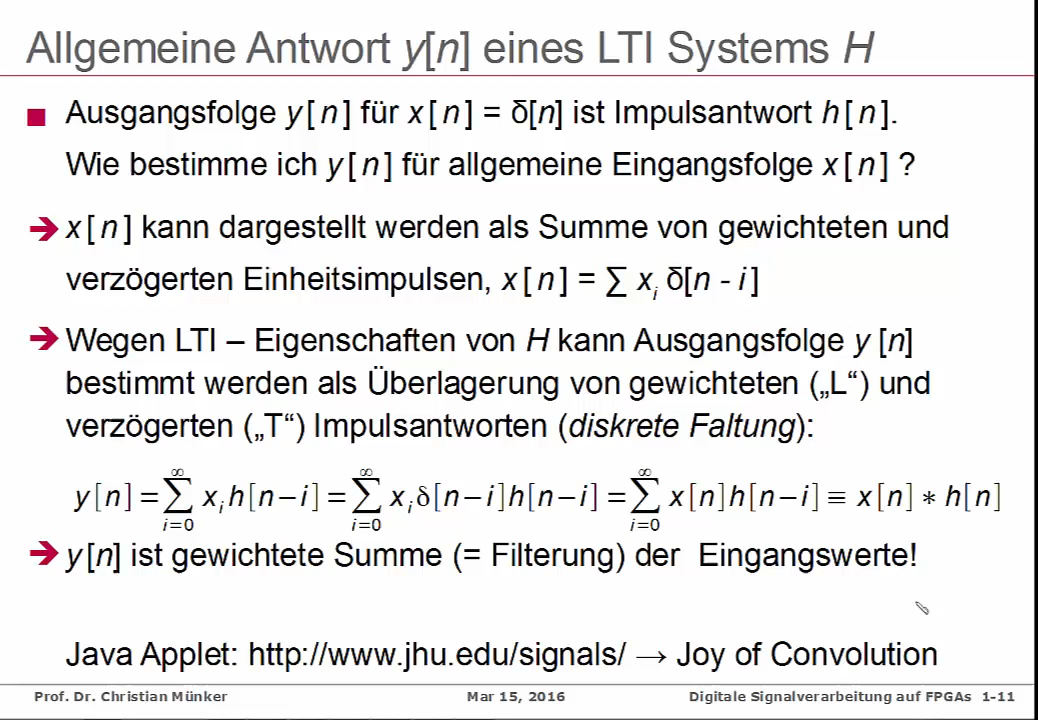 Allgemeine Antwort y[n] eines LTI Systems H
Ausgangsfolge y[n] für x[n] = δ[n] ist Impulsantwort h[n].
Wie bestimme ich y[n] für allgemeine Eingangsfolge x[n] ?
➔ x[n] kann dargestellt werden als Summe von gewichteten und
verzögerten Einheitsimpulsen, x[n] = ∑ xᵢ δ[n - i]
➔ Wegen LTI – Eigenschaften von H kann Ausgangsfolge y [n]
bestimmt werden als Überlagerung von gewichteten („L“) und
verzögerten („T“) Impulsantworten (diskrete Faltung):
y[n] = ∑_{i=0}^{∞} xᵢ h[n−i] = ∑_{i=0}^{∞} xᵢ δ[n−i] h[n−i] = ∑_{i=0}^{∞} x[n] h[n−i] ≡ x[n] ∗ h[n]
➔ y[n] ist gewichtete Summe (= Filterung) der Eingangswerte!
Java Applet: http://www.jhu.edu/signals/ → Joy of Convolution
Prof. Dr. Christian Münker Mar 15, 2016 Digitale Signalverarbeitung auf FPGAs 1-11